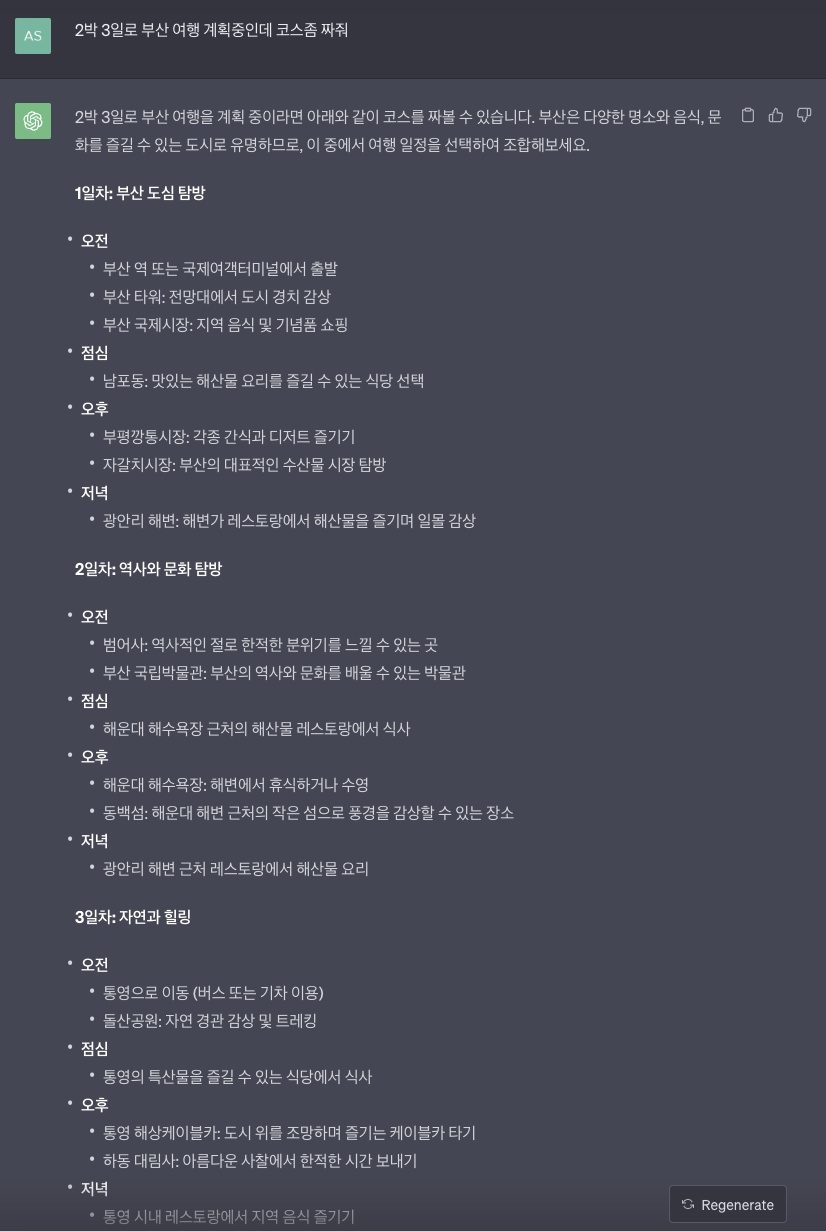 AS
2박 3일로 부산 여행 계획중인데 코스좀 짜줘
2박 3일로 부산 여행을 계획 중이라면 아래와 같이 코스를 짜볼 수 있습니다. 부산은 다양한 명소와 음식, 문
화를 즐길 수 있는 도시로 유명하므로, 이 중에서 여행 일정을 선택하여 조합해보세요.
1일차: 부산 도심 탐방
• 오전
• 부산 역 또는 국제여객터미널에서 출발
• 부산 타워: 전망대에서 도시 경치 감상
• 부산 국제시장: 지역 음식 및 기념품 쇼핑
• 점심
• 남포동: 맛있는 해산물 요리를 즐길 수 있는 식당 선택
• 오후
• 부평깡통시장: 각종 간식과 디저트 즐기기
• 자갈치시장: 부산의 대표적인 수산물 시장 탐방
• 저녁
• 광안리 해변: 해변가 레스토랑에서 해산물을 즐기며 일몰 감상
2일차: 역사와 문화 탐방
• 오전
• 범어사: 역사적인 절로 한적한 분위기를 느낄 수 있는 곳
• 부산 국립박물관: 부산의 역사와 문화를 배울 수 있는 박물관
• 점심
• 해운대 해수욕장 근처의 해산물 레스토랑에서 식사
• 오후
• 해운대 해수욕장: 해변에서 휴식하거나 수영
• 동백섬: 해운대 해변 근처의 작은 섬으로 풍경을 감상할 수 있는 장소
• 저녁
• 광안리 해변 근처 레스토랑에서 해산물 요리
3일차: 자연과 힐링
• 오전
• 통영으로 이동 (버스 또는 기차 이용)
• 돌산공원: 자연 경관 감상 및 트레킹
• 점심
• 통영의 특산물을 즐길 수 있는 식당에서 식사
• 오후
• 통영 해상케이블카: 도시 위를 조망하며 즐기는 케이블카 타기
• 하동 대림사: 아름다운 사찰에서 한적한 시간 보내기
• 저녁
• 통영 시내 레스토랑에서 지역 음식 즐기기
Regenerate